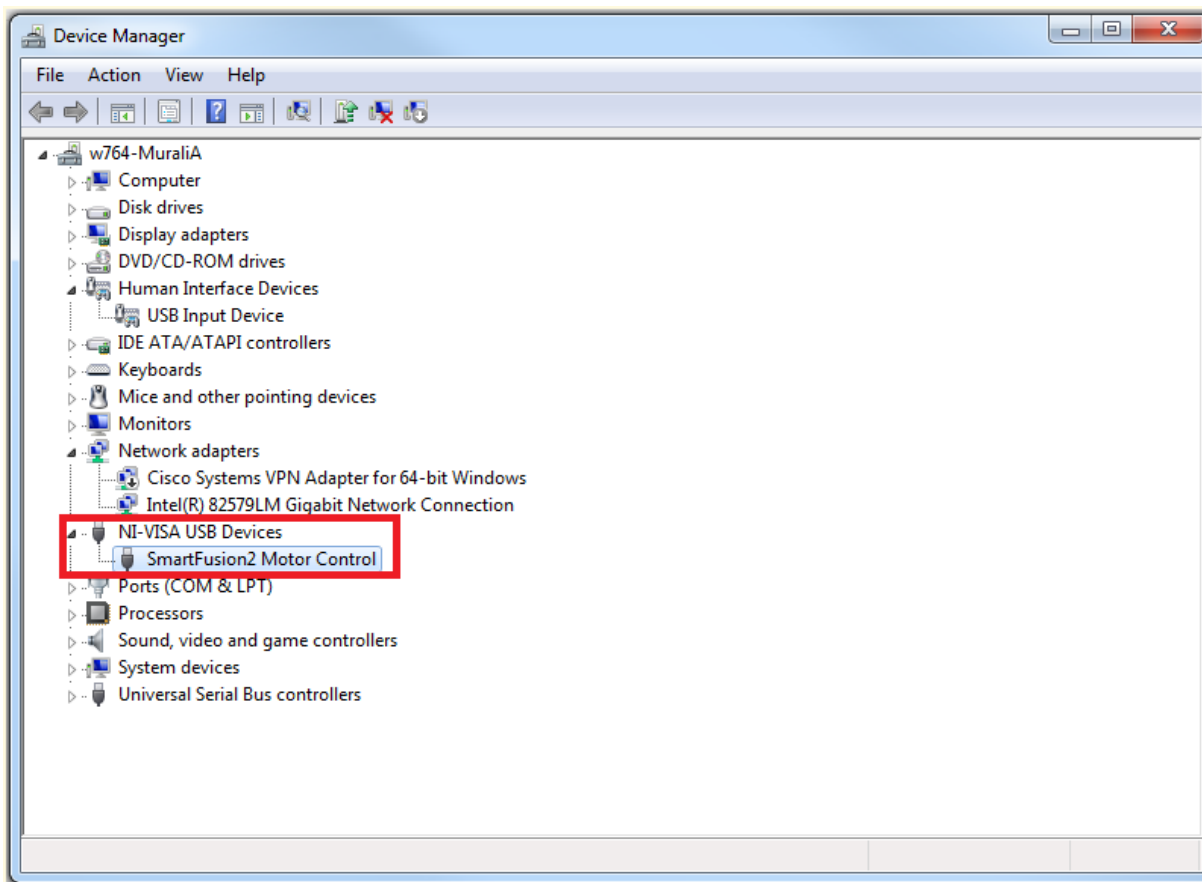 Device Manager
File Action View Help
w764-MuraliA
Computer
Disk drives
Display adapters
DVD/CD-ROM drives
Human Interface Devices
USB Input Device
IDE ATA/ATAPI controllers
Keyboards
Mice and other pointing devices
Monitors
Network adapters
Cisco Systems VPN Adapter for 64-bit Windows
Intel(R) 82579LM Gigabit Network Connection
NI-VISA USB Devices
SmartFusion2 Motor Control
Ports (COM & LPT)
Processors
Sound, video and game controllers
System devices
Universal Serial Bus controllers